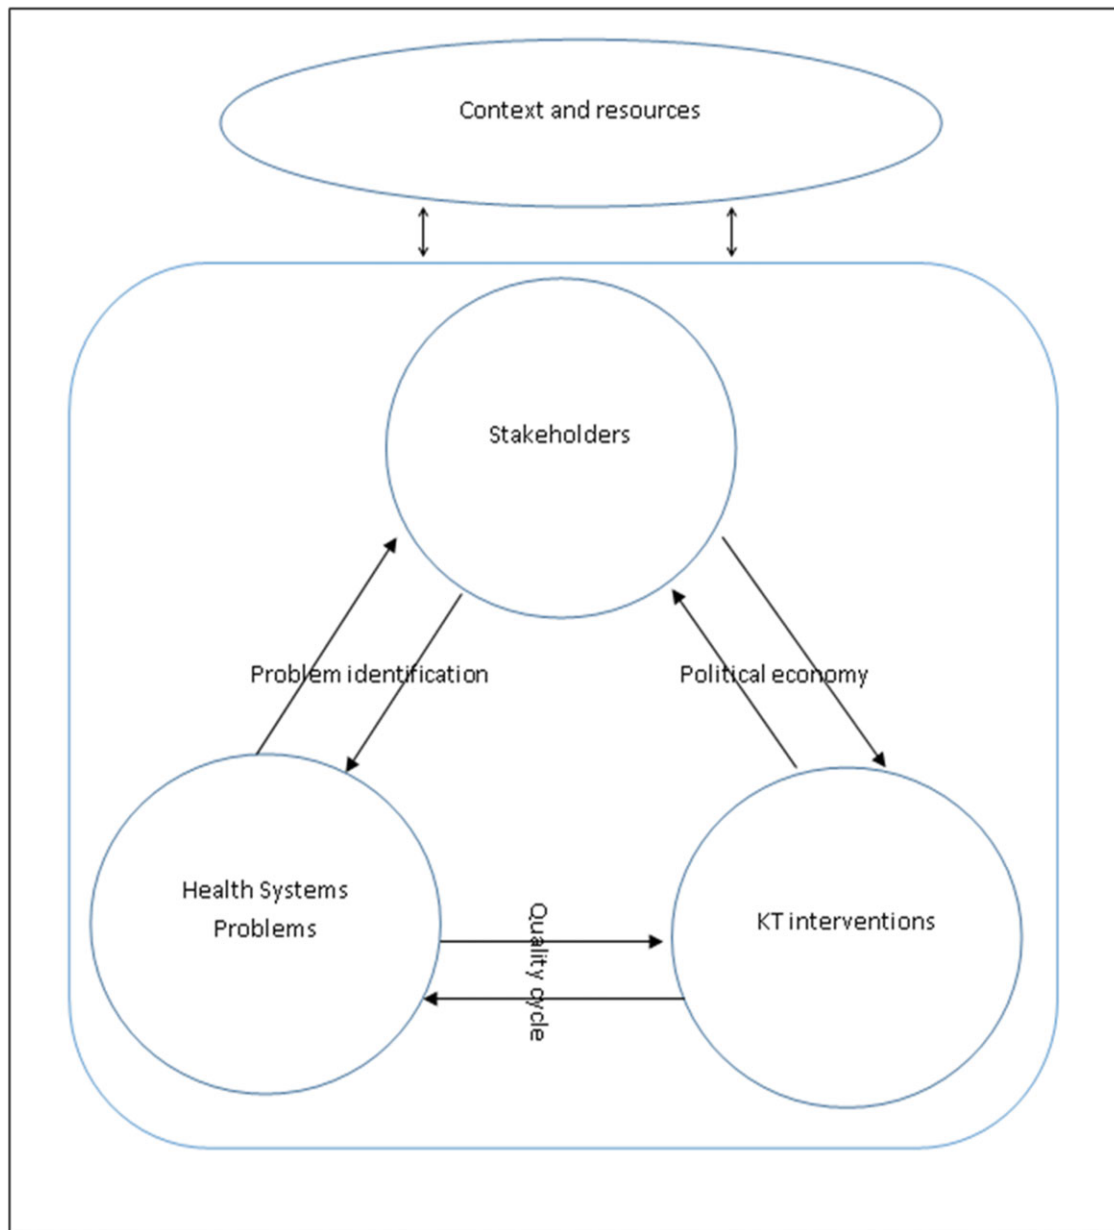 Context and resources
Stakeholders
Problem identification
Political economy
Health Systems
Problems
Quality cycle
KT interventions